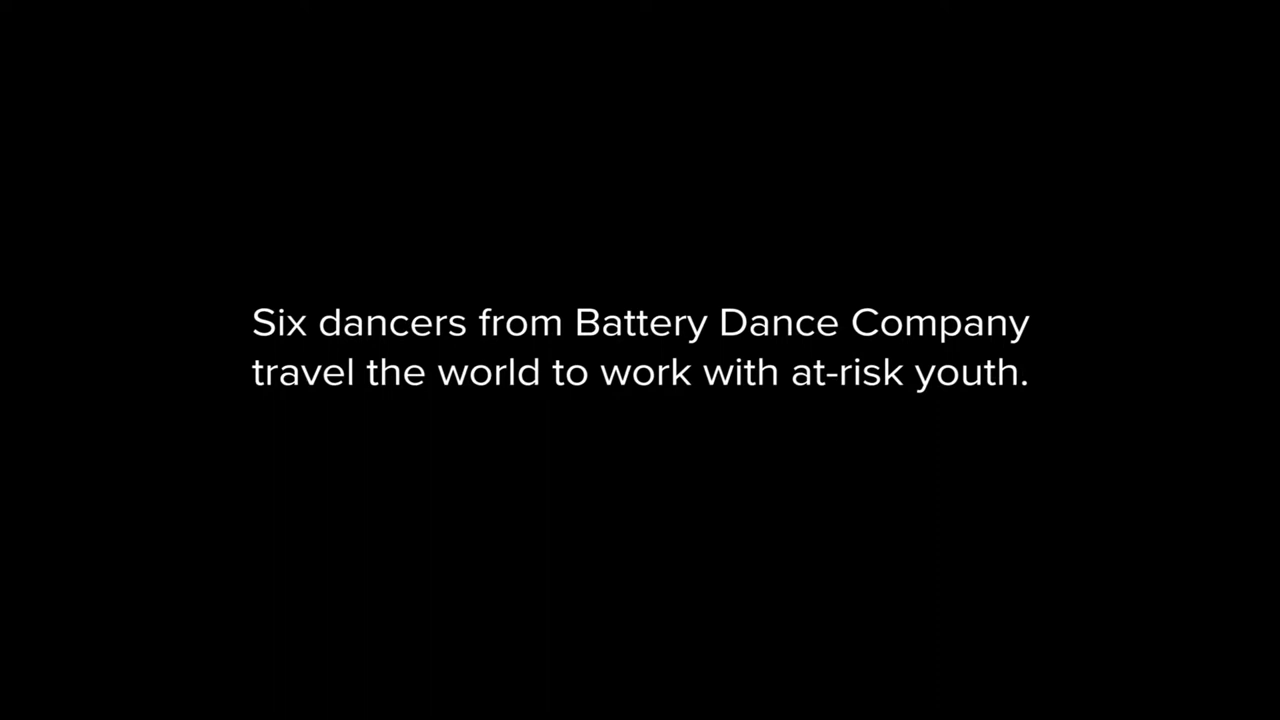 Six dancers from Battery Dance Company
travel the world to work with at-risk youth.